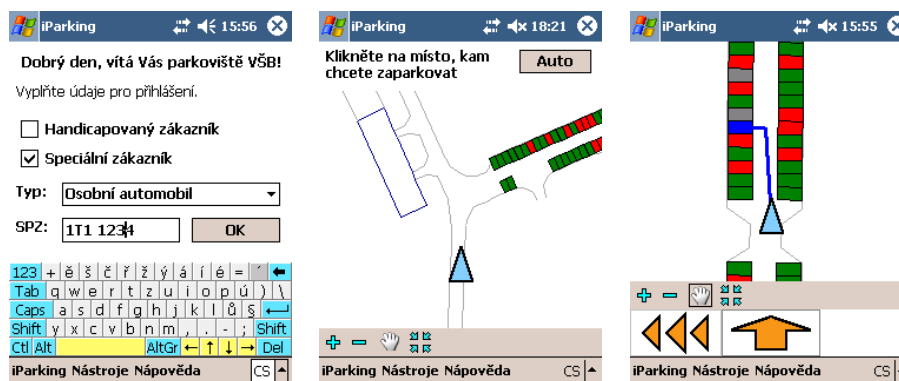 iParking 15:56
Dobrý den, vítá Vás parkoviště VŠB!
Vyplňte údaje pro přihlášení.
Handicapovaný zákazník
Speciální zákazník
Typ: Osobní automobil
SPZ: 1T1 1234 OK
123 + ě š č ř ž ý á í é = ´
Tab q w e r t z u i o p ú ) \
Caps a s d f g h j k l ů §
Shift y x c v b n m , . - ; Shift
Ctl Alt AltGr ← ↑ ↓ → Del
iParking Nástroje Nápověda CS
iParking 18:21
Klikněte na místo, kam
chcete zaparkovat
Auto
iParking Nástroje Nápověda CS
iParking 15:55
iParking Nástroje Nápověda CS